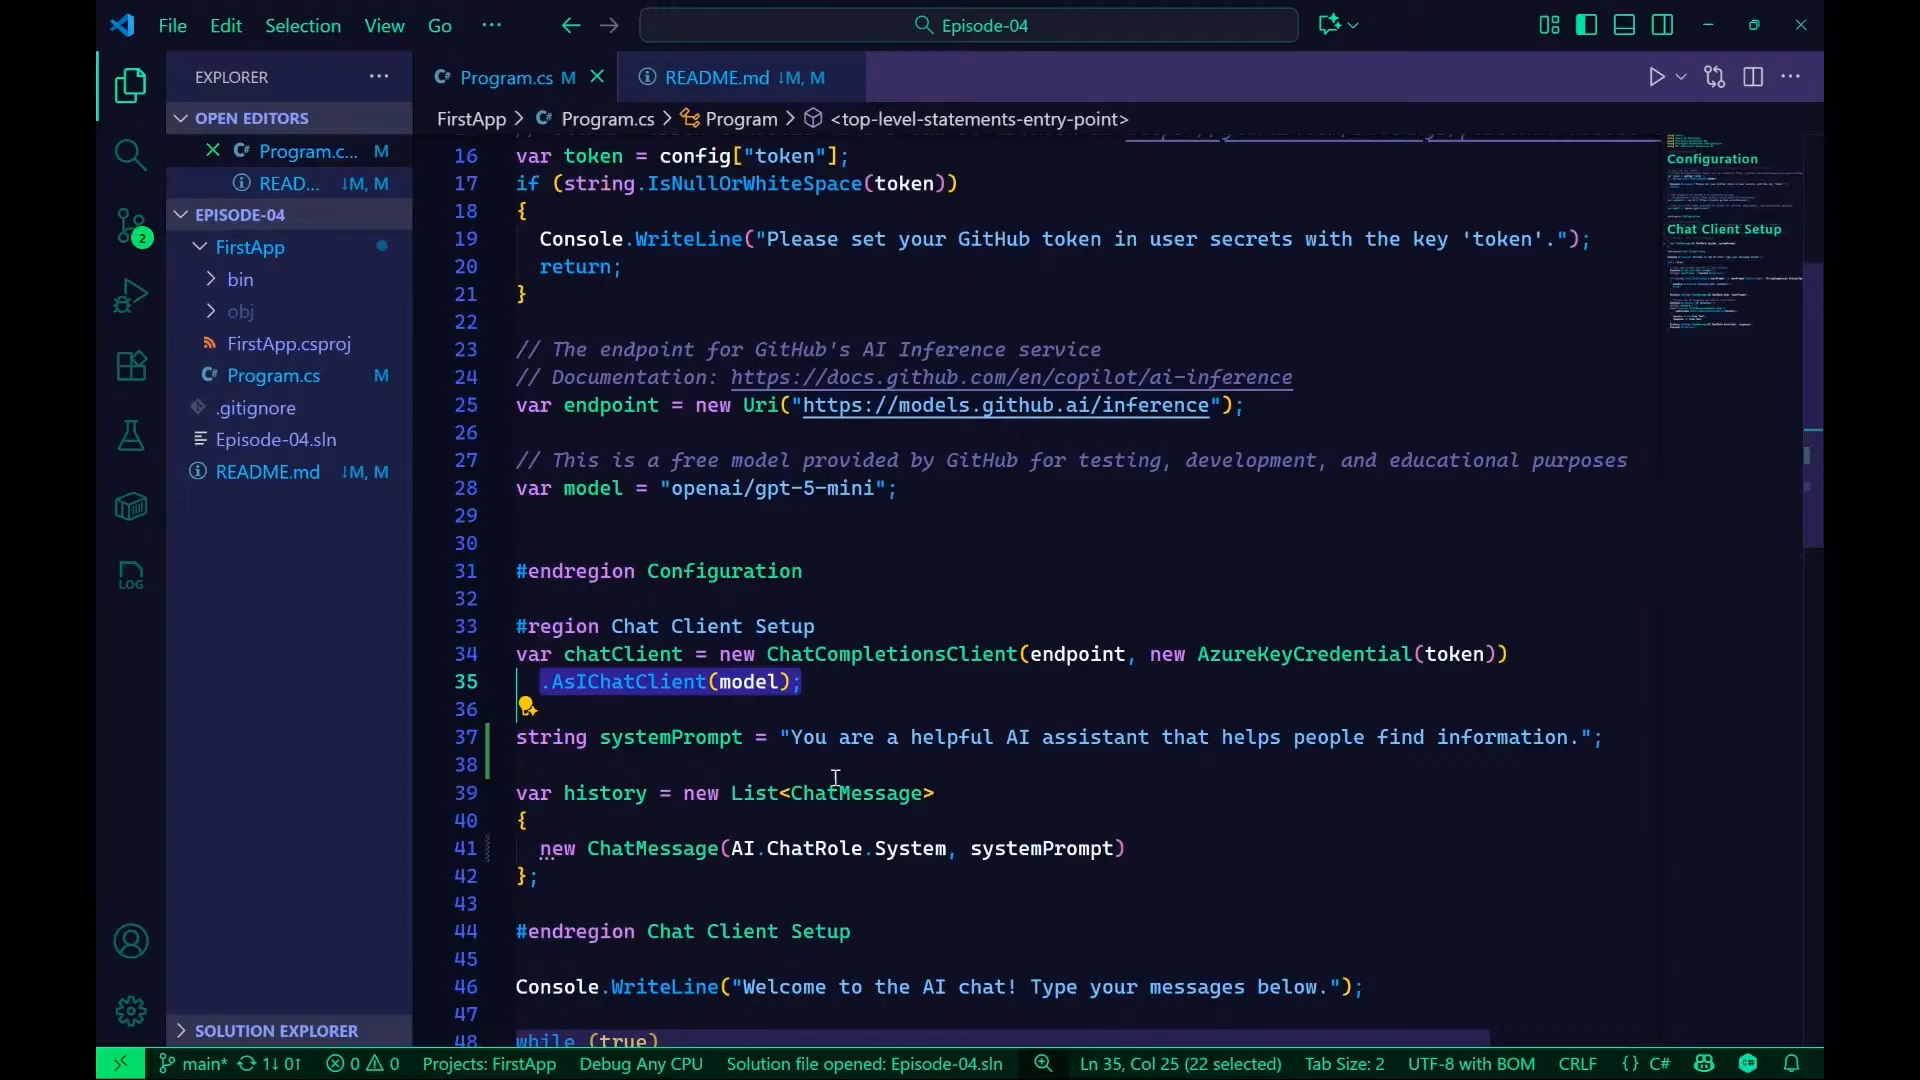 File Edit Selection View Go ··· Episode-04
EXPLORER ···
OPEN EDITORS
Program.c... M
READ... ↓M, M
EPISODE-04
FirstApp
bin
obj
FirstApp.csproj
Program.cs M
.gitignore
Episode-04.sln
README.md ↓M, M
SOLUTION EXPLORER
2
LOG
Program.cs M README.md ↓M, M
FirstApp > Program.cs > Program > <top-level-statements-entry-point>
16 var token = config["token"];
17 if (string.IsNullOrWhiteSpace(token))
18 {
19 Console.WriteLine("Please set your GitHub token in user secrets with the key 'token'.");
20 return;
21 }
22
23 // The endpoint for GitHub's AI Inference service
24 // Documentation: https://docs.github.com/en/copilot/ai-inference
25 var endpoint = new Uri("https://models.github.ai/inference");
26
27 // This is a free model provided by GitHub for testing, development, and educational purposes
28 var model = "openai/gpt-5-mini";
29
30
31 #endregion Configuration
32
33 #region Chat Client Setup
34 var chatClient = new ChatCompletionsClient(endpoint, new AzureKeyCredential(token))
35 .AsIChatClient(model);
36
37 string systemPrompt = "You are a helpful AI assistant that helps people find information.";
38
39 var history = new List<ChatMessage>
40 {
41 new ChatMessage(AI.ChatRole.System, systemPrompt)
42 };
43
44 #endregion Chat Client Setup
45
46 Console.WriteLine("Welcome to the AI chat! Type your messages below.");
47
48 while (true)
Configuration
Chat Client Setup
main* 1↓ 0↑ 0 0 Projects: FirstApp Debug Any CPU Solution file opened: Episode-04.sln Ln 35, Col 25 (22 selected) Tab Size: 2 UTF-8 with BOM CRLF {} C#